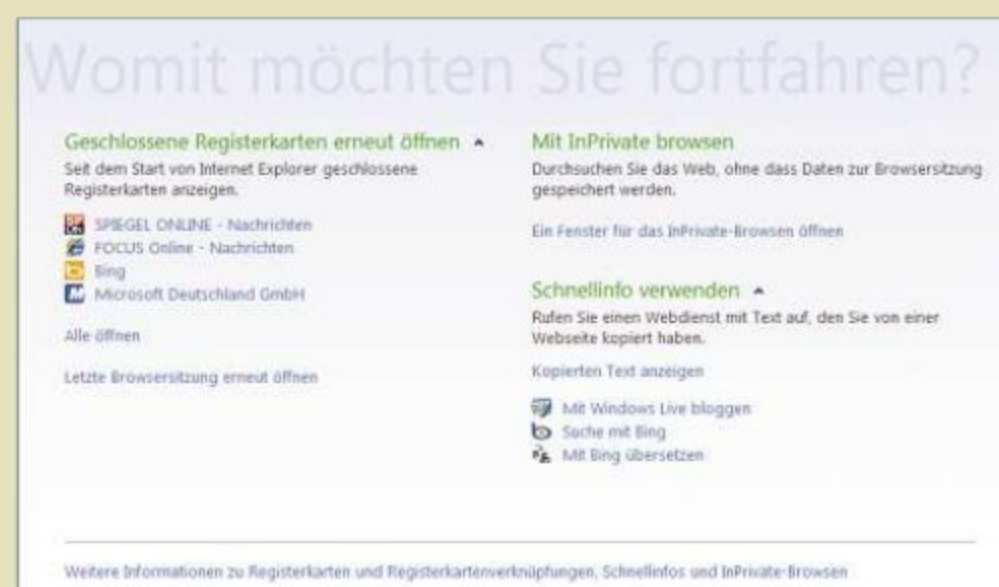 Womit möchten Sie fortfahren?
Geschlossene Registerkarten erneut öffnen
Seit dem Start von Internet Explorer geschlossene
Registerkarten anzeigen.
SPIEGEL ONLINE - Nachrichten
FOCUS Online - Nachrichten
Bing
Microsoft Deutschland GmbH
Alle öffnen
Letzte Browsersitzung erneut öffnen
Mit InPrivate browsen
Durchsuchen Sie das Web, ohne dass Daten zur Browsersitzung
gespeichert werden.
Ein Fenster für das InPrivate-Browsen öffnen
Schnellinfo verwenden
Rufen Sie einen Webdienst mit Text auf, den Sie von einer
Webseite kopiert haben.
Kopierten Text anzeigen
Mit Windows Live bloggen
Suche mit Bing
Mit Bing übersetzen
Weitere Informationen zu Registerkarten und Registerkartenverknüpfungen, Schnellinfos und InPrivate-Browsen